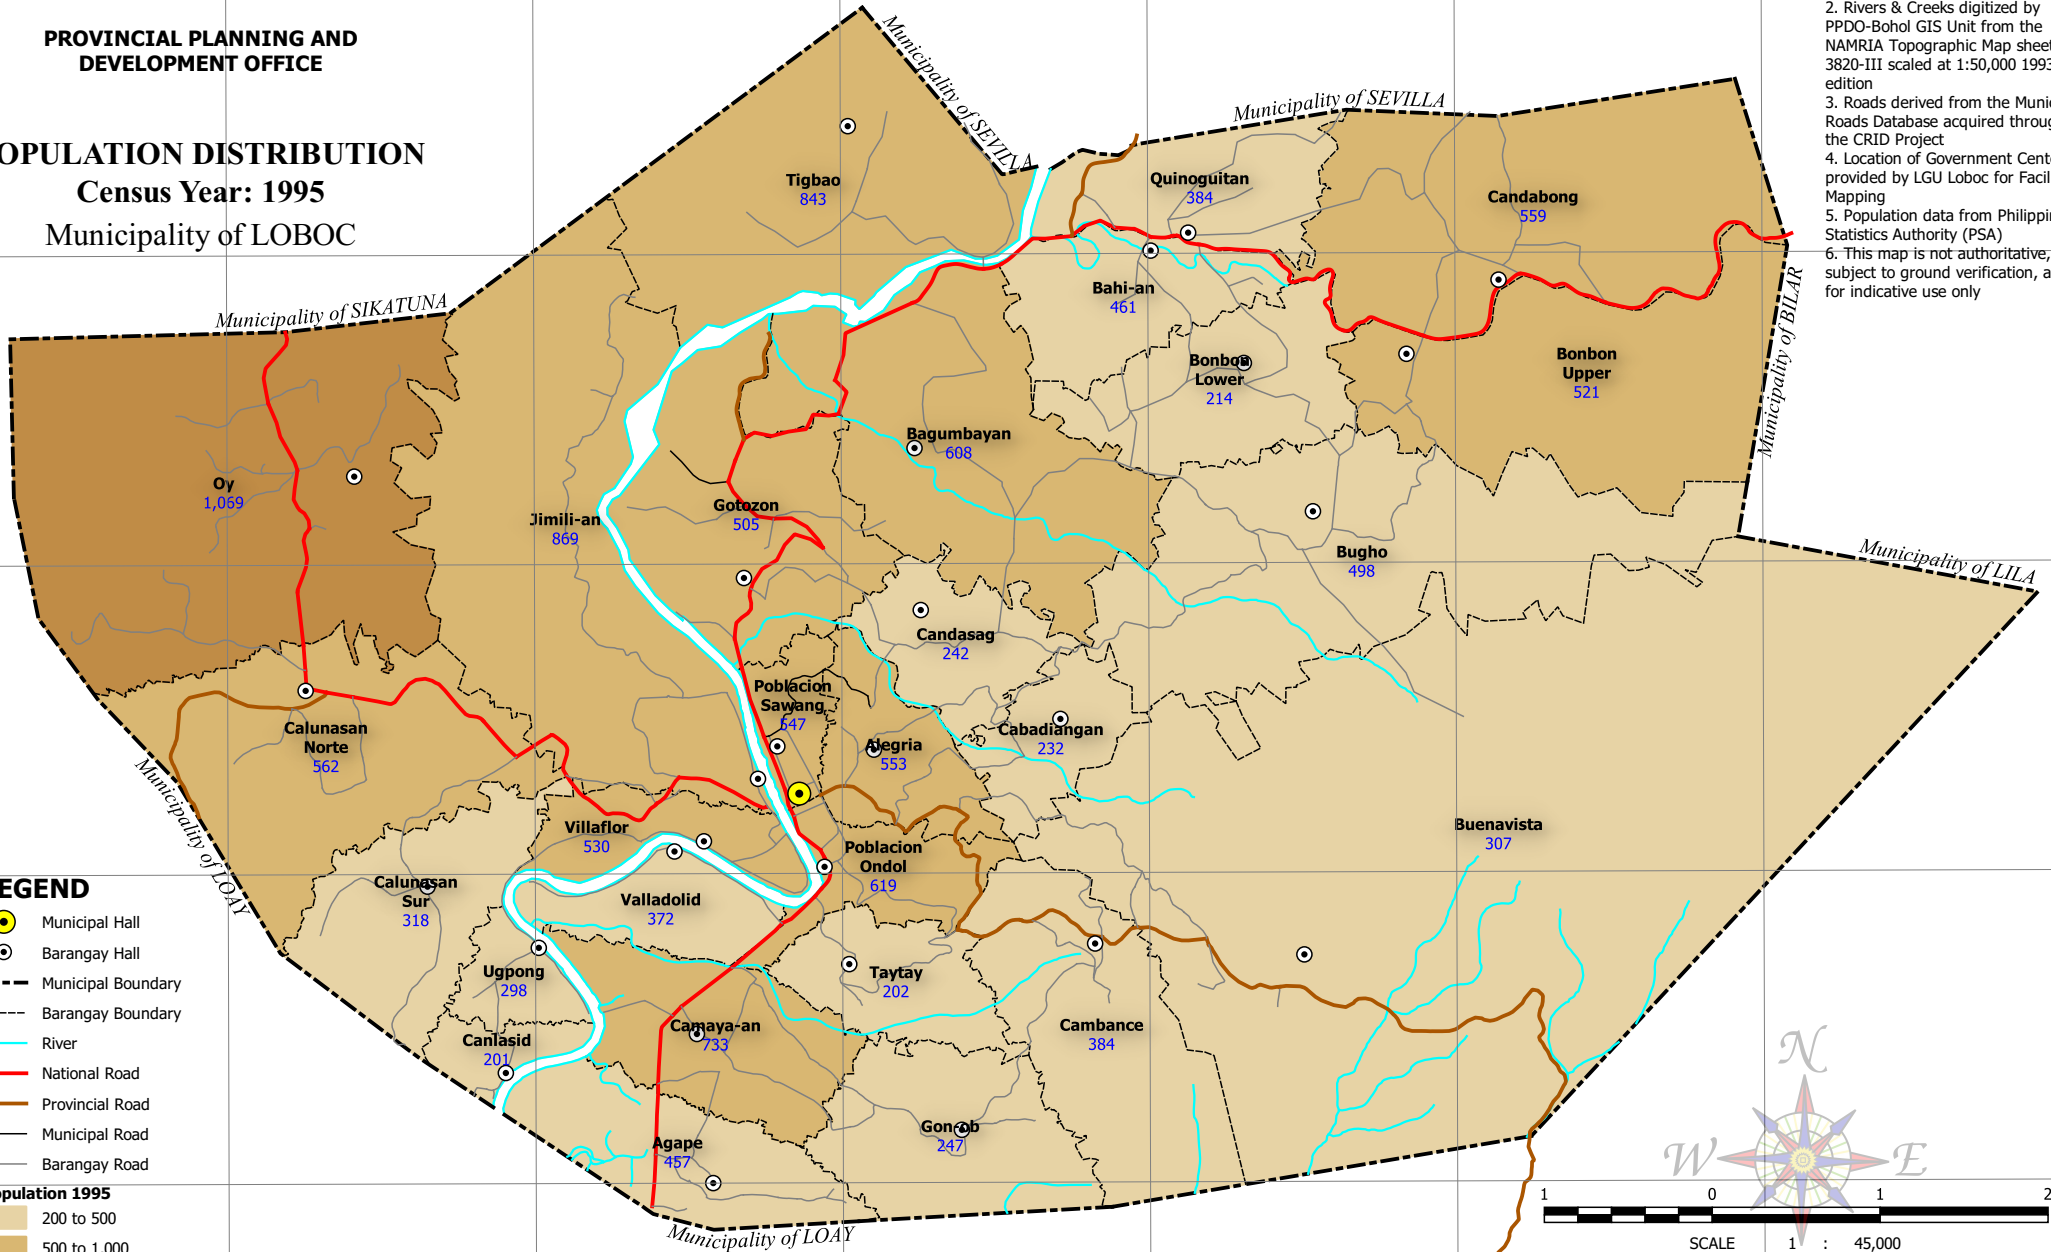 PROVINCIAL PLANNING AND
DEVELOPMENT OFFICE
OPULATION DISTRIBUTION
Census Year: 1995
Municipality of LOBOC
2. Rivers & Creeks digitized by
PPDO-Bohol GIS Unit from the
NAMRIA Topographic Map sheet
3820-III scaled at 1:50,000 1993
edition
3. Roads derived from the Munic
Roads Database acquired throug
the CRID Project
4. Location of Government Cent
provided by LGU Loboc for Facil
Mapping
5. Population data from Philippin
Statistics Authority (PSA)
6. This map is not authoritative,
subject to ground verification, a
for indicative use only
Municipality of SEVILLA
Municipality of SEVILLA
Municipality of SIKATUNA
Municipality of BILAR
Municipality of LILA
Municipality of LOAY
Municipality of LOAY
Tigbao
843
Quinoguitan
384
Candabong
559
Bahi-an
461
Bonbon
Lower
214
Bonbon
Upper
521
Bagumbayan
608
Oy
1,069
Jimili-an
869
Gotozon
505
Bugho
498
Candasag
242
Poblacion
Sawang
547
Alegria
553
Cabadiangan
232
Calunasan
Norte
562
Villaflor
530
Poblacion
Ondol
619
Buenavista
307
Calunasan
Sur
318
Valladolid
372
Ugpong
298
Taytay
202
Canlasid
201
Camaya-an
733
Cambance
384
Agape
457
Gon-ob
247
EGEND
Municipal Hall
Barangay Hall
Municipal Boundary
Barangay Boundary
River
National Road
Provincial Road
Municipal Road
Barangay Road
opulation 1995
200 to 500
500 to 1,000
N
W
E
1 0 1 2
SCALE 1 : 45,000